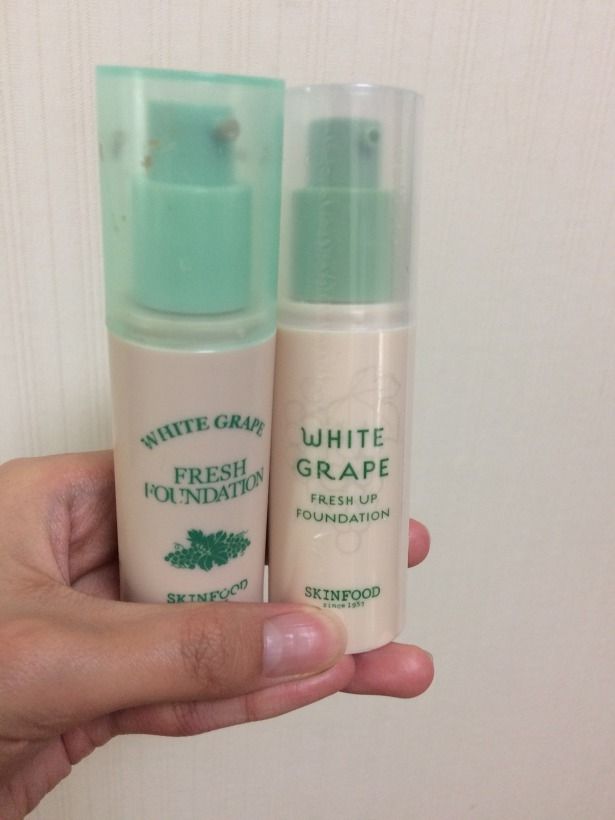 WHITE GRAPE
FRESH
FOUNDATION
SKINFOOD
WHITE
GRAPE
FRESH UP
FOUNDATION
SKINFOOD
since 1957